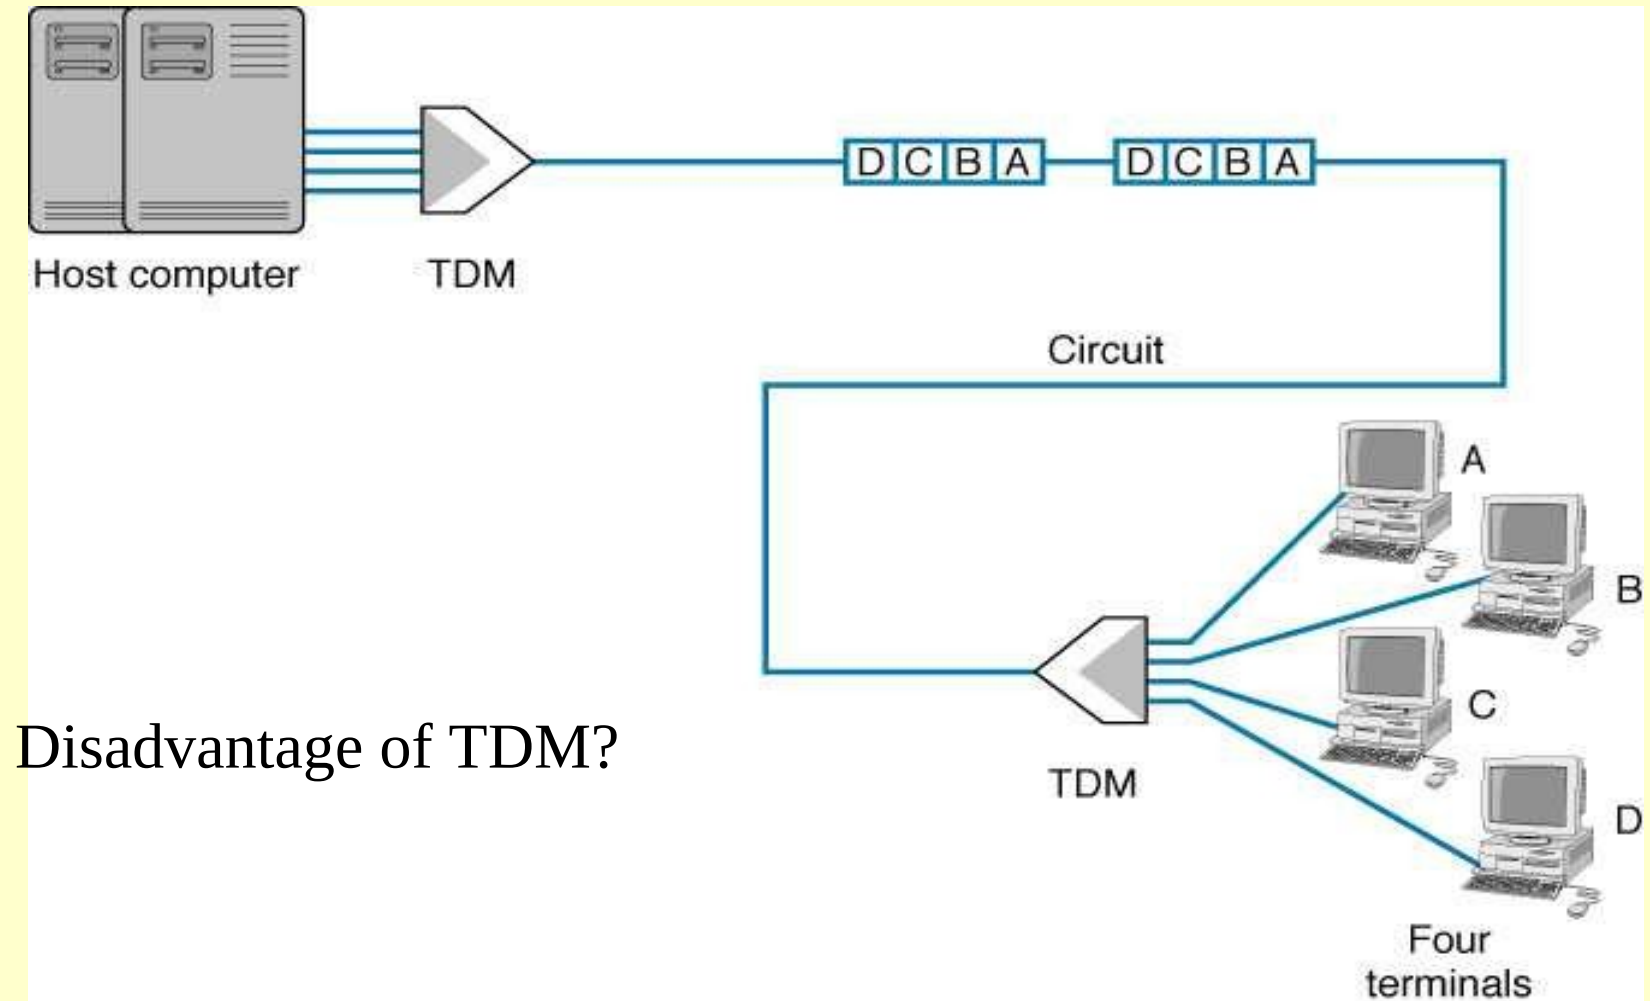 D C B A
D C B A
Host computer
TDM
Circuit
A
B
C
Disadvantage of TDM?
TDM
D
Four
terminals